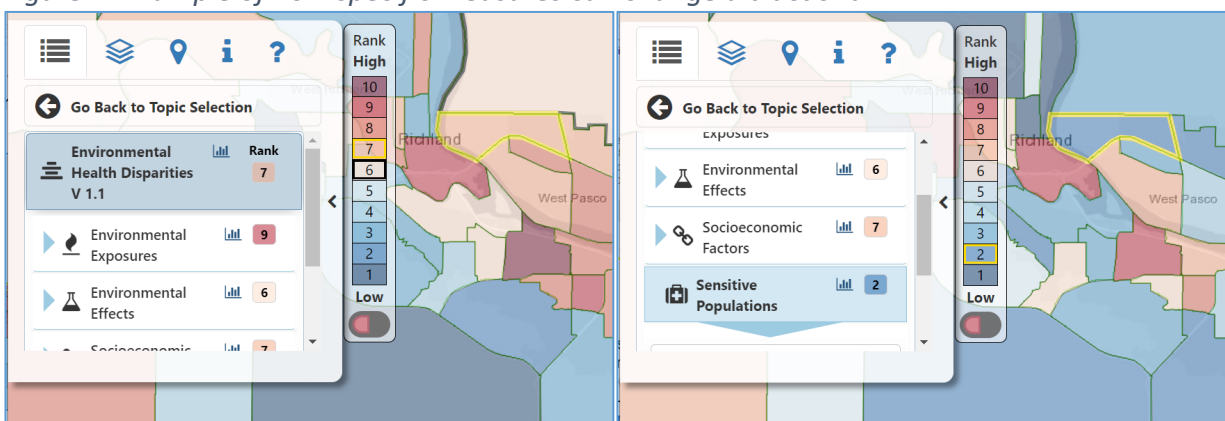 Rank
High
10
9
8
7
6
5
4
3
2
1
Low
Go Back to Topic Selection
Environmental
Health Disparities
V 1.1
Rank
7
Environmental
Exposures
9
Environmental
Effects
6
Socioeconomic
7
Richland
West Pasco
Rank
High
10
9
8
7
6
5
4
3
2
1
Low
Go Back to Topic Selection
Exposures
Environmental
Effects
6
Socioeconomic
Factors
7
Sensitive
Populations
2
Richland
West Pasco